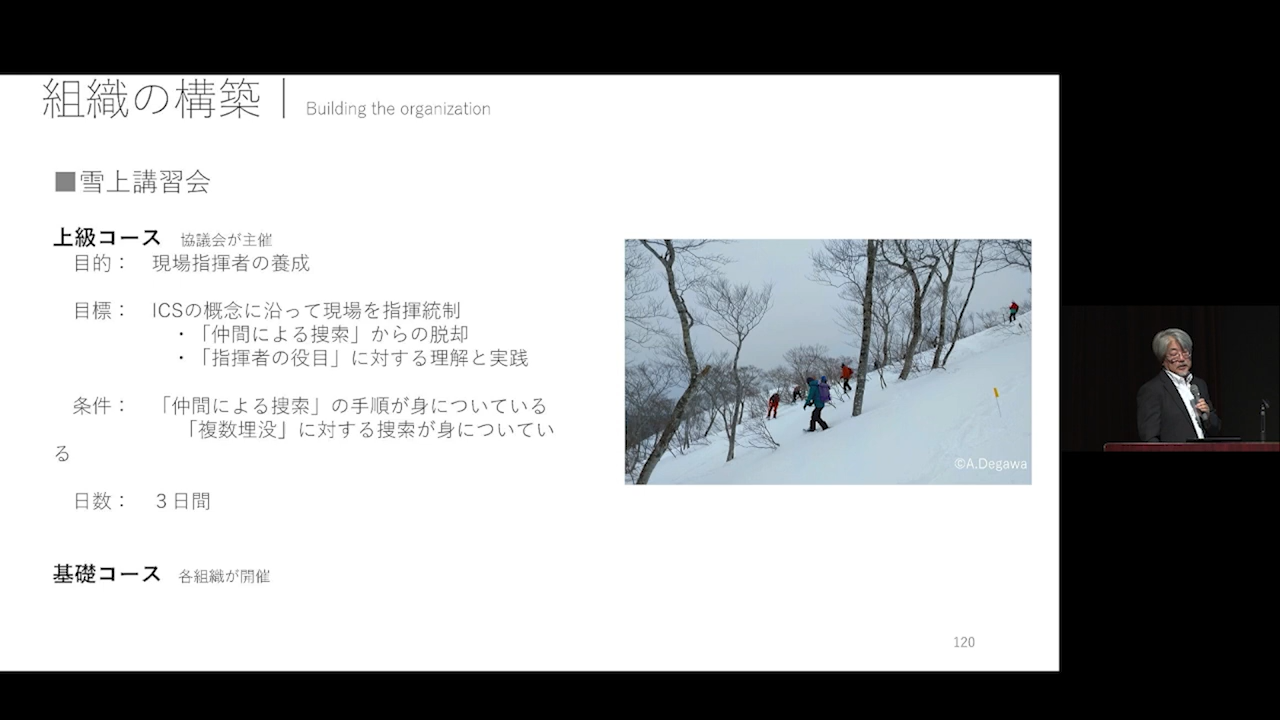 組織の構築｜ Building the organization
■雪上講習会
上級コース 協議会が主催
目的： 現場指揮者の養成
目標： ICSの概念に沿って現場を指揮統制
・「仲間による捜索」からの脱却
・「指揮者の役目」に対する理解と実践
条件： 「仲間による捜索」の手順が身についている
「複数埋没」に対する捜索が身についてい
る
日数： ３日間
基礎コース 各組織が開催
©A.Degawa
120